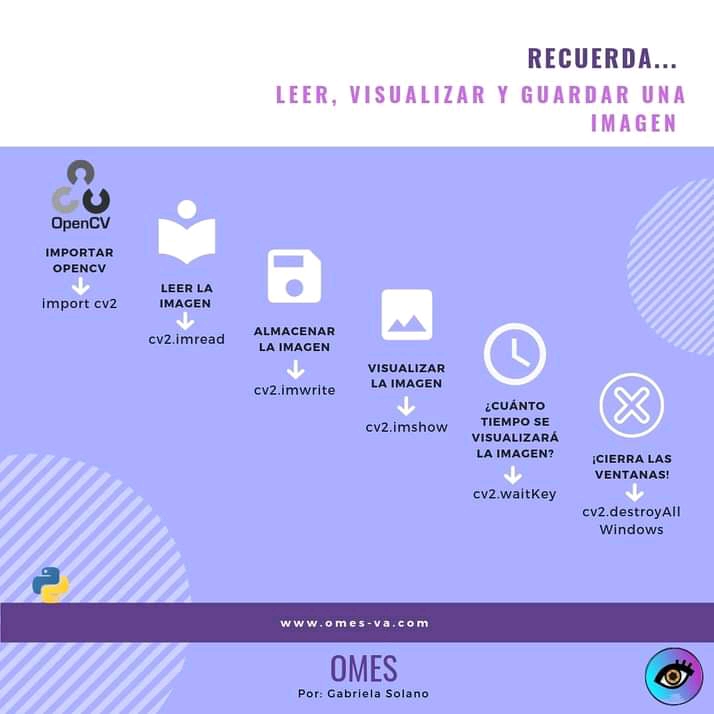 RECUERDA...
LEER, VISUALIZAR Y GUARDAR UNA
IMAGEN
OpenCV
IMPORTAR
OPENCV
import cv2
LEER LA
IMAGEN
cv2.imread
ALMACENAR
LA IMAGEN
cv2.imwrite
VISUALIZAR
LA IMAGEN
cv2.imshow
¿CUÁNTO
TIEMPO SE
VISUALIZARÁ
LA IMAGEN?
cv2.waitKey
¡CIERRA LAS
VENTANAS!
cv2.destroyAll
Windows
www.omes-va.com
OMES
Por: Gabriela Solano